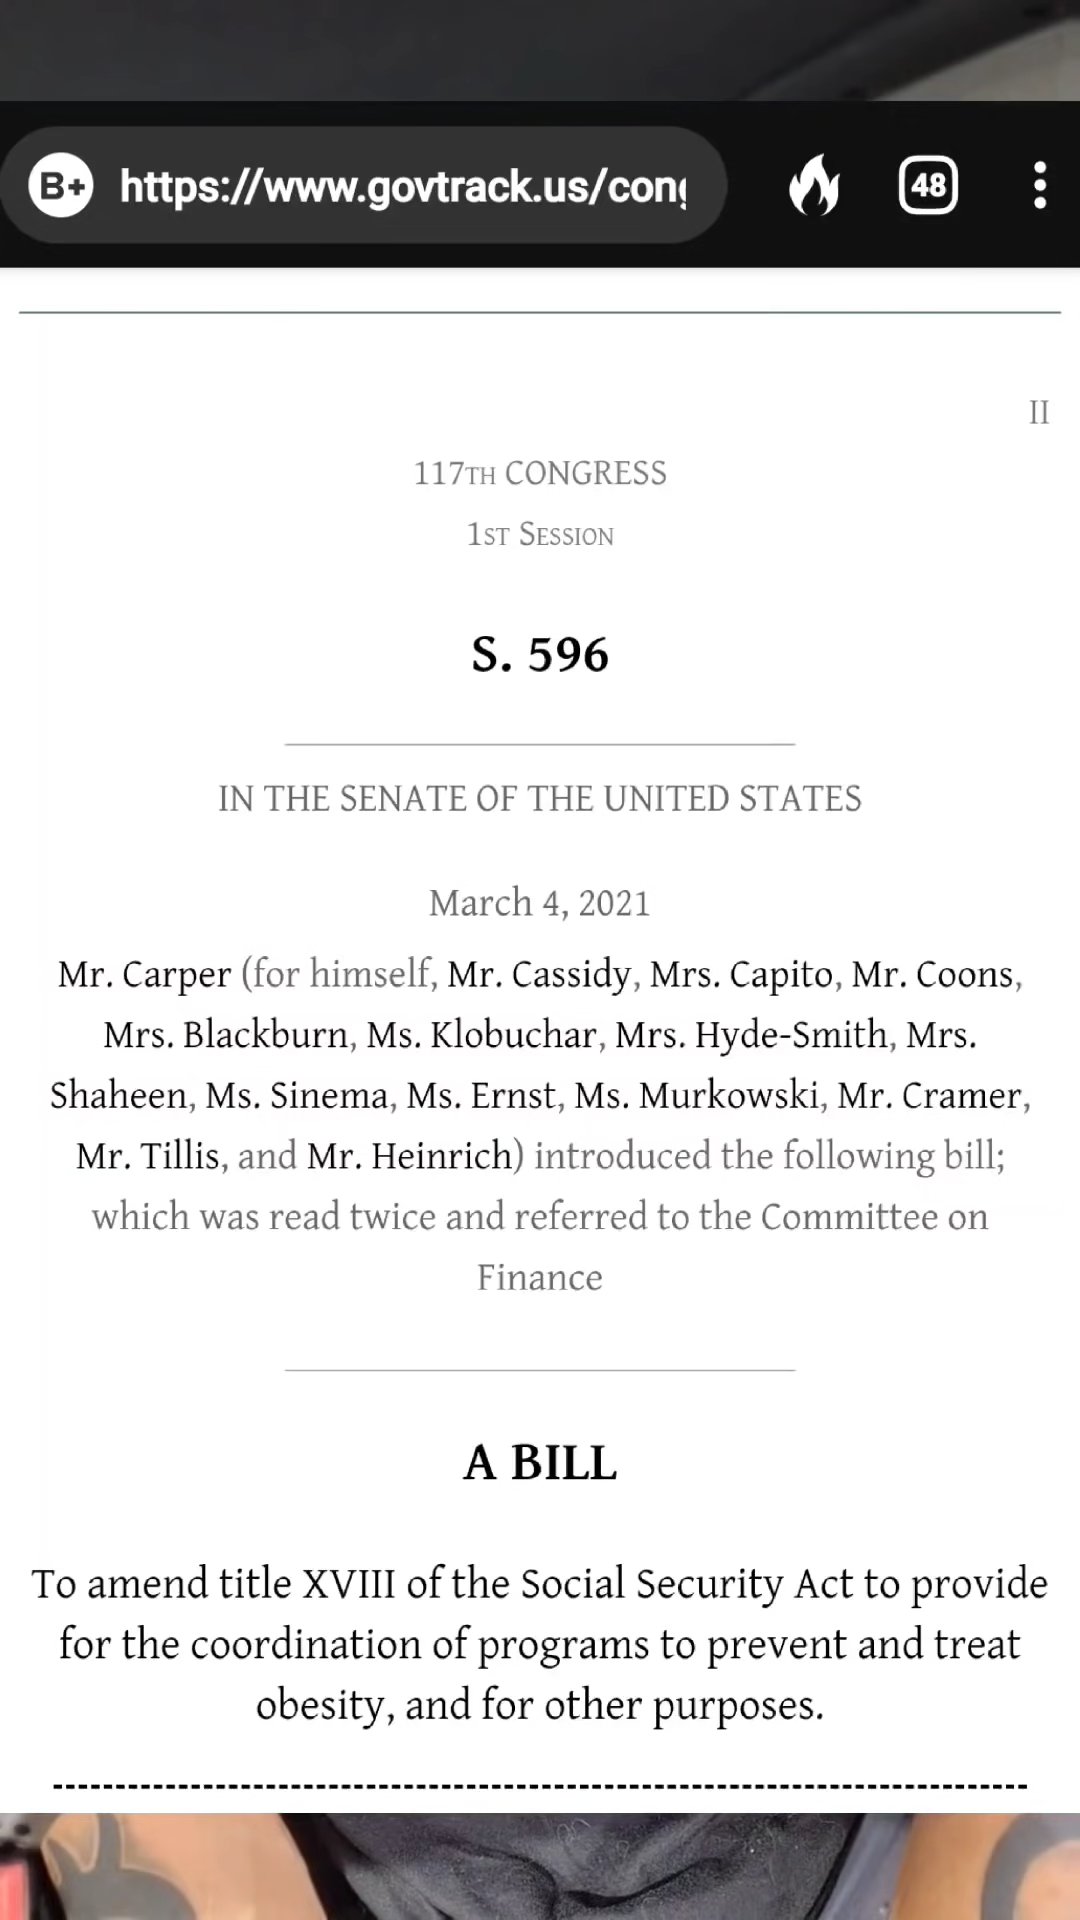 B+ https://www.govtrack.us/cong 48
II
117TH CONGRESS
1ST SESSION
S. 596
IN THE SENATE OF THE UNITED STATES
March 4, 2021
Mr. Carper (for himself, Mr. Cassidy, Mrs. Capito, Mr. Coons,
Mrs. Blackburn, Ms. Klobuchar, Mrs. Hyde-Smith, Mrs.
Shaheen, Ms. Sinema, Ms. Ernst, Ms. Murkowski, Mr. Cramer,
Mr. Tillis, and Mr. Heinrich) introduced the following bill;
which was read twice and referred to the Committee on
Finance
A BILL
To amend title XVIII of the Social Security Act to provide
for the coordination of programs to prevent and treat
obesity, and for other purposes.